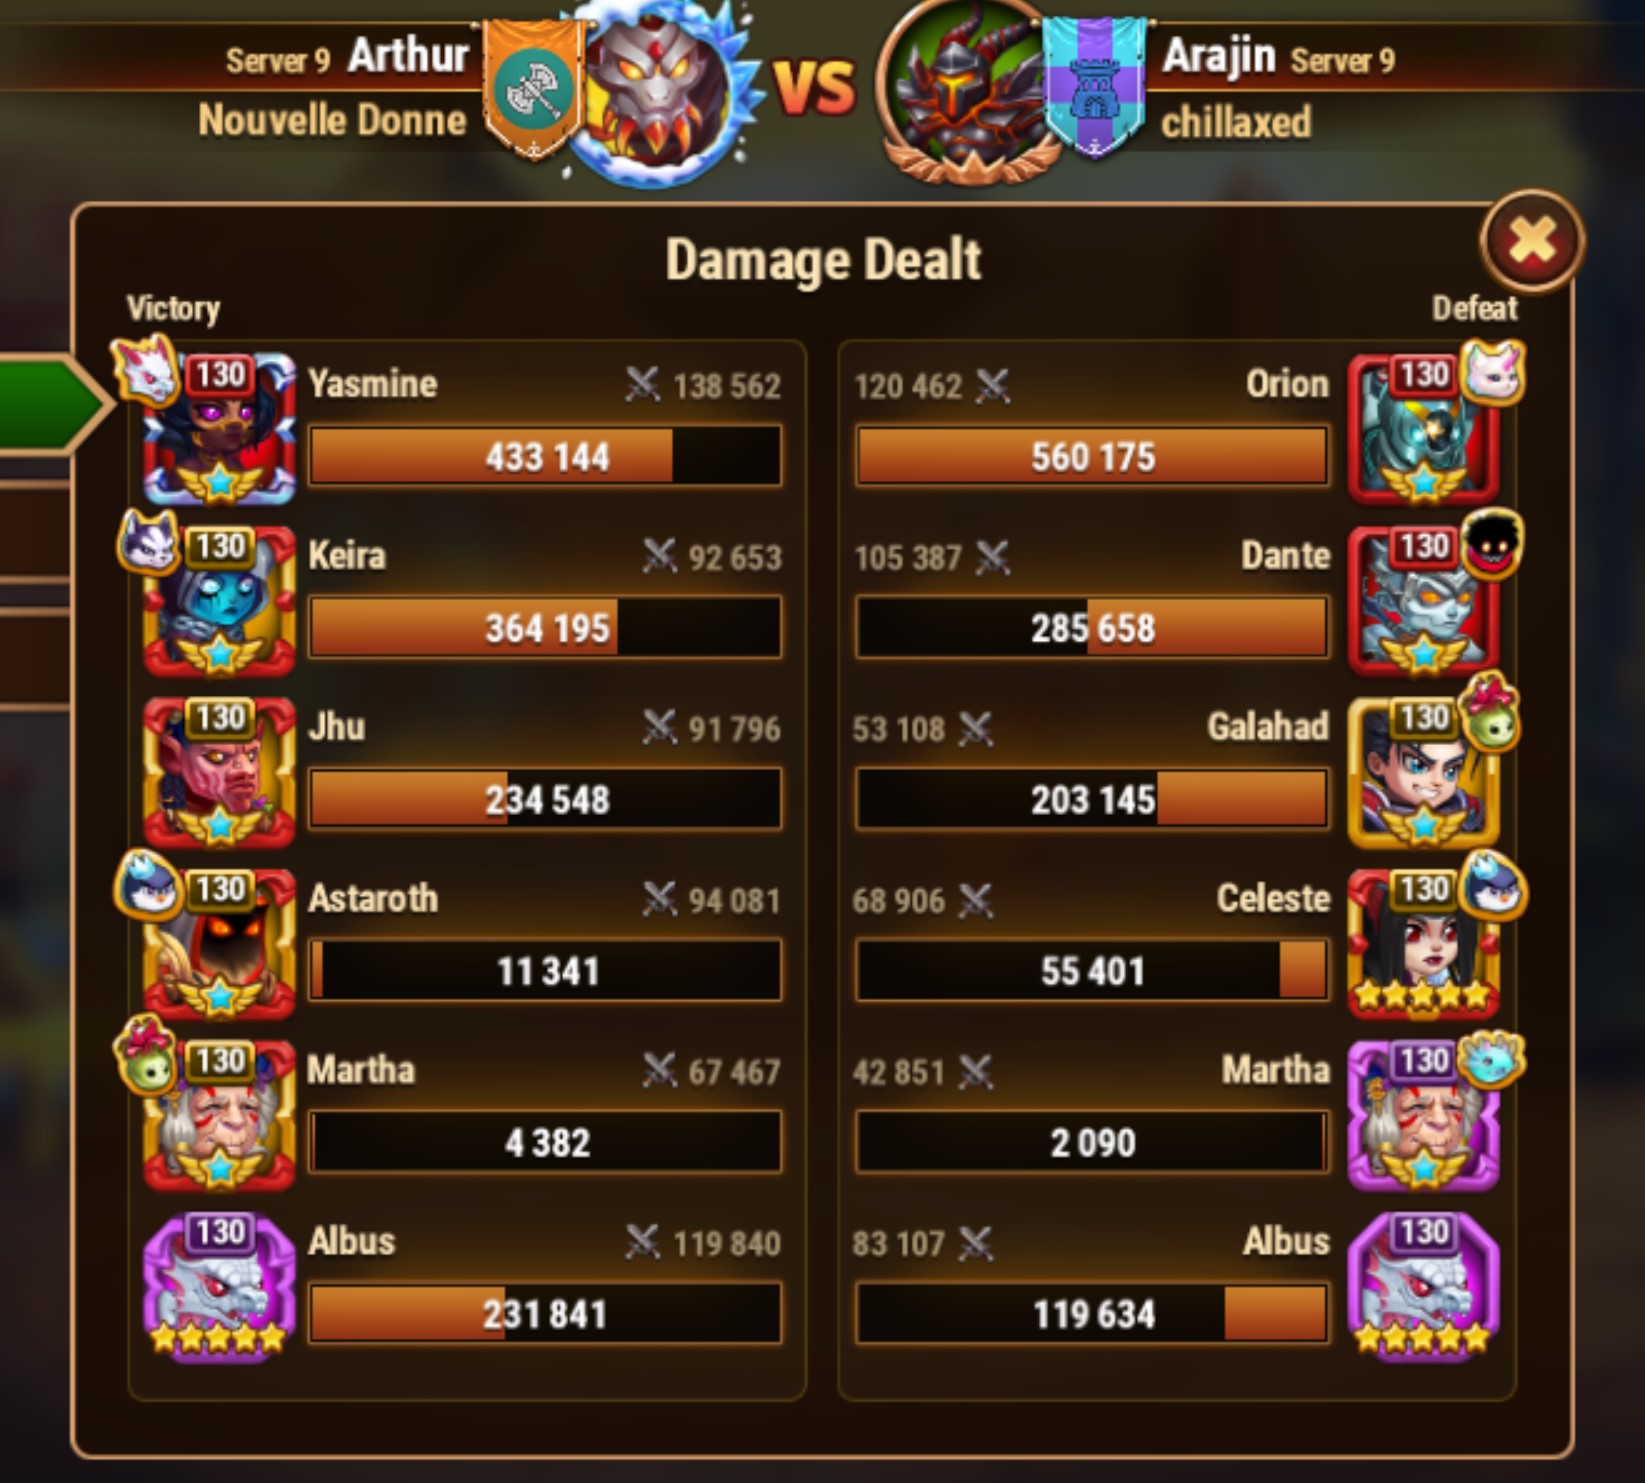 Server 9 Arthur
Nouvelle Donne
VS
Arajin Server 9
chillaxed
Damage Dealt
Victory
Defeat
130
Yasmine 138 562
433 144
120 462 Orion
560 175
130
130
Keira 92 653
364 195
105 387 Dante
285 658
130
130
Jhu 91 796
234 548
53 108 Galahad
203 145
130
130
Astaroth 94 081
11 341
68 906 Celeste
55 401
130
130
Martha 67 467
4 382
42 851 Martha
2 090
130
130
Albus 119 840
231 841
83 107 Albus
119 634
130